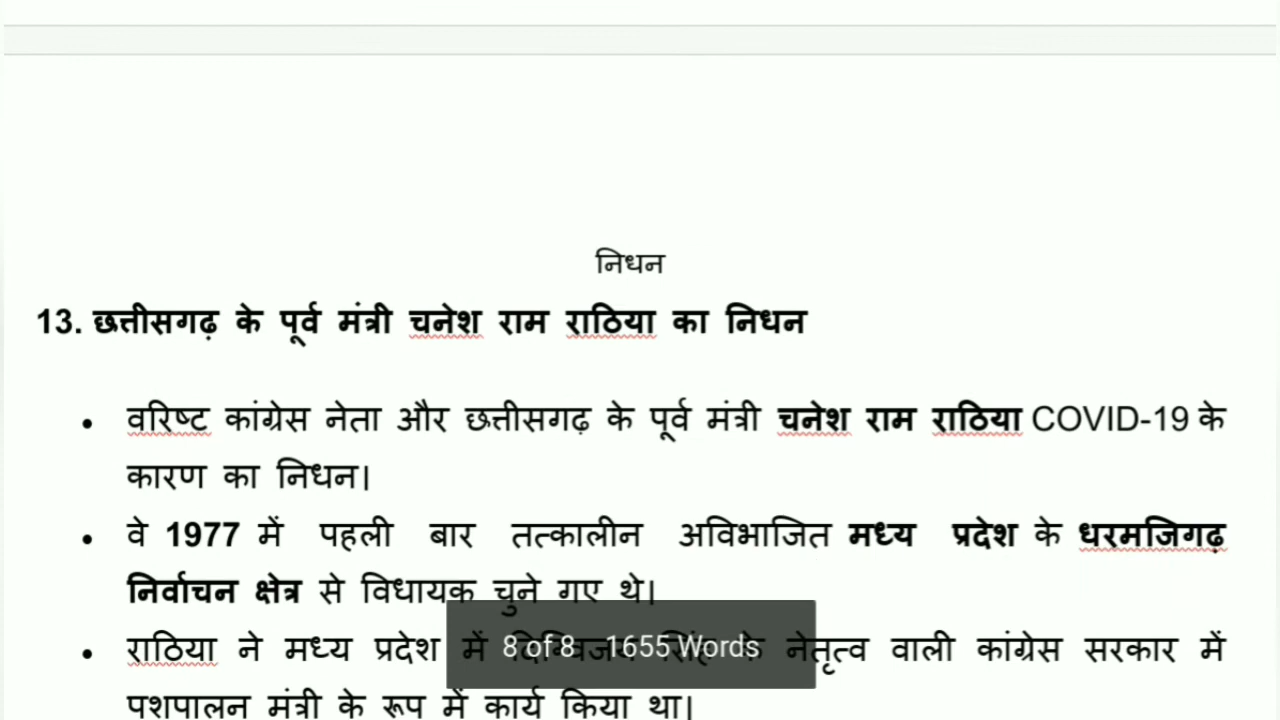 निधन
13. छत्तीसगढ़ के पूर्व मंत्री चनेश राम राठिया का निधन
• वरिष्ट कांग्रेस नेता और छत्तीसगढ़ के पूर्व मंत्री चनेश राम राठिया COVID-19 के
कारण का निधन।
• वे 1977 में पहली बार तत्कालीन अविभाजित मध्य प्रदेश के धरमजिगढ़
निर्वाचन क्षेत्र से विधायक चुने गए थे।
• राठिया ने मध्य प्रदेश में दिग्विजय सिंह के नेतृत्व वाली कांग्रेस सरकार में
8 of 8 1655 Words
पशुपालन मंत्री के रूप में कार्य किया था।